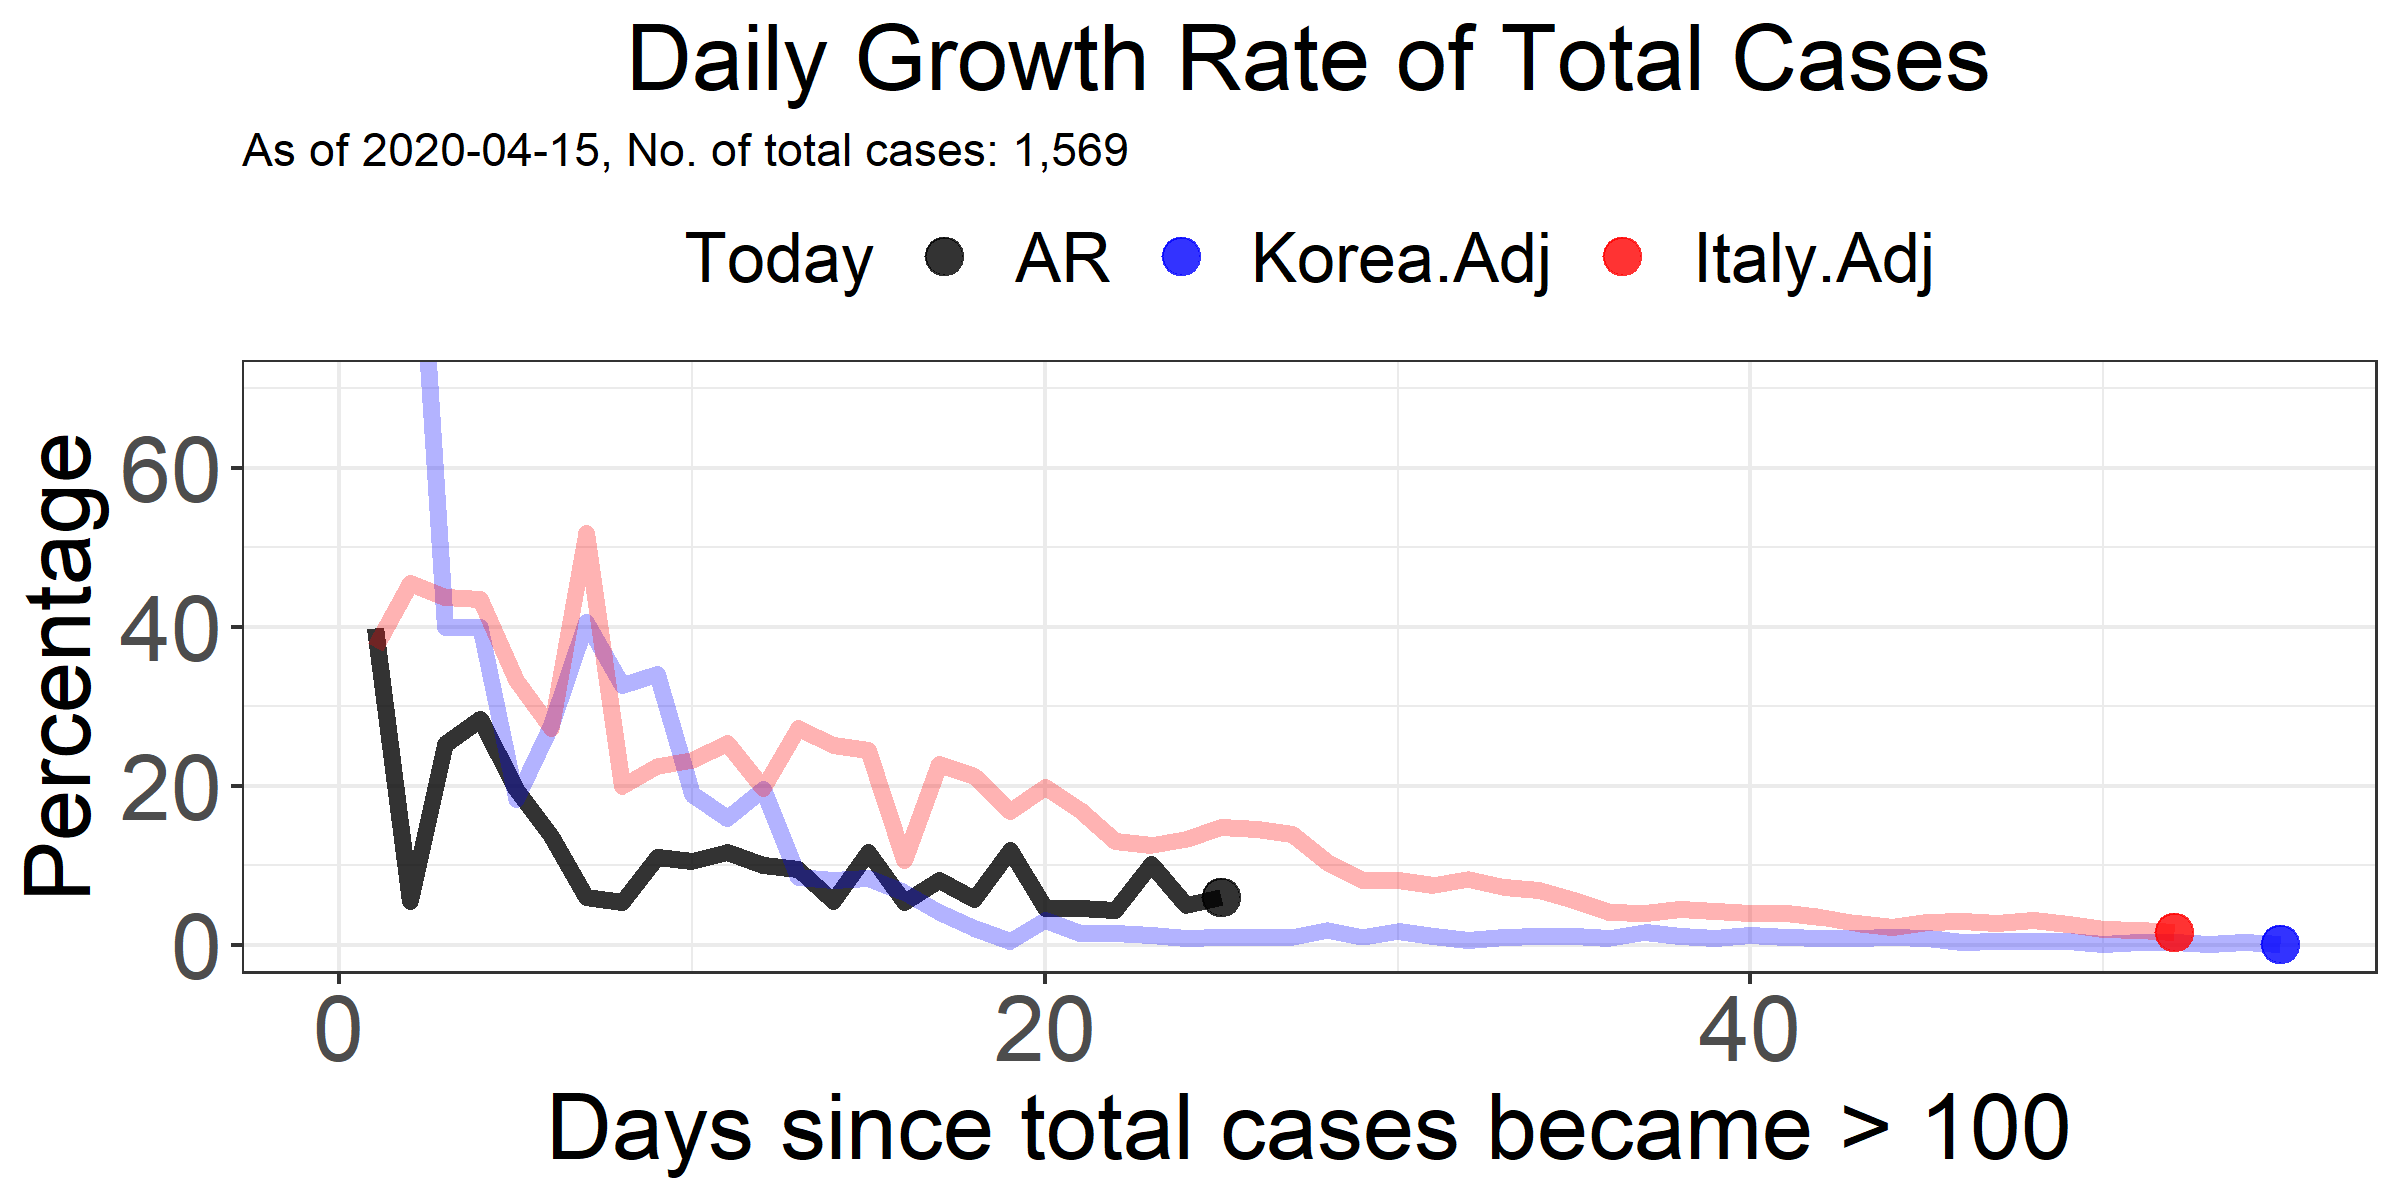 Daily Growth Rate of Total Cases
As of 2020-04-15, No. of total cases: 1,569
Today AR Korea.Adj Italy.Adj
Percentage
60
40
20
0
0 20 40
Days since total cases became > 100